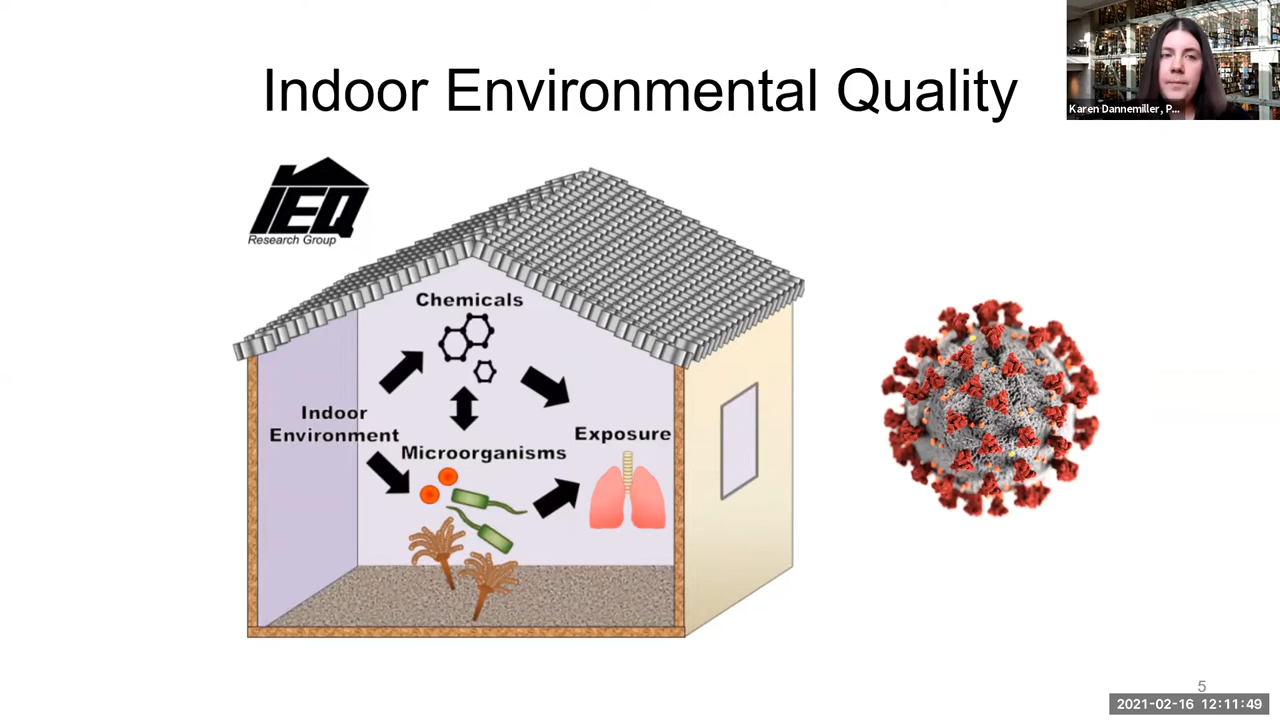 Indoor Environmental Quality
Karen Dannemiller, P...
IEQ
Research Group
Chemicals
Indoor
Environment
Microorganisms
Exposure
5
2021-02-16 12:11:49